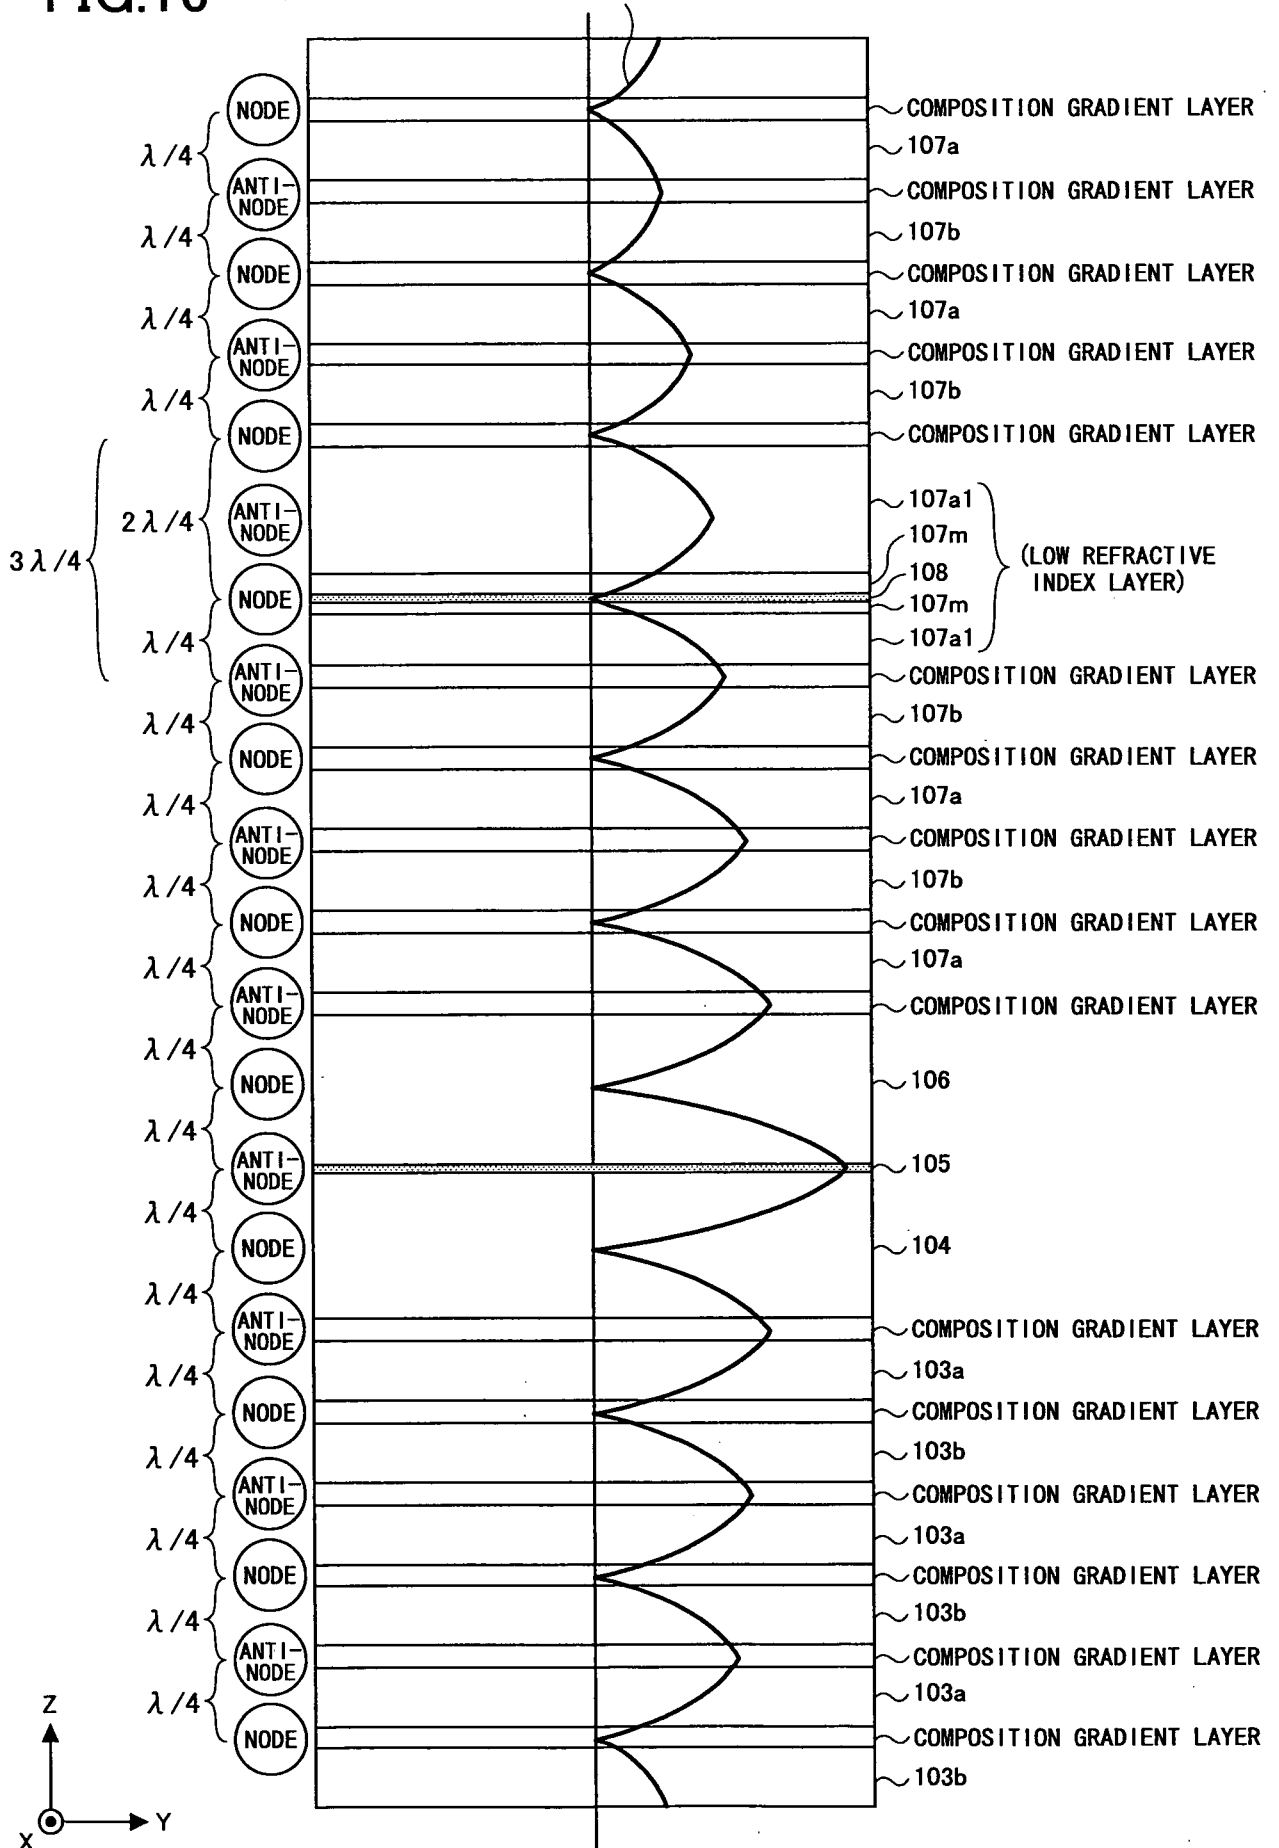 FIG.10
NODE
COMPOSITION GRADIENT LAYER
λ/4
107a
ANTI-
NODE
COMPOSITION GRADIENT LAYER
λ/4
107b
NODE
COMPOSITION GRADIENT LAYER
λ/4
107a
ANTI-
NODE
COMPOSITION GRADIENT LAYER
λ/4
107b
NODE
COMPOSITION GRADIENT LAYER
3λ/4
2λ/4
ANTI-
NODE
107a1
107m
108
(LOW REFRACTIVE
INDEX LAYER)
NODE
107m
λ/4
107a1
ANTI-
NODE
COMPOSITION GRADIENT LAYER
λ/4
107b
NODE
COMPOSITION GRADIENT LAYER
λ/4
107a
ANTI-
NODE
COMPOSITION GRADIENT LAYER
λ/4
107b
NODE
COMPOSITION GRADIENT LAYER
λ/4
107a
ANTI-
NODE
COMPOSITION GRADIENT LAYER
λ/4
NODE
106
λ/4
ANTI-
NODE
105
λ/4
NODE
104
λ/4
ANTI-
NODE
COMPOSITION GRADIENT LAYER
λ/4
103a
NODE
COMPOSITION GRADIENT LAYER
λ/4
103b
ANTI-
NODE
COMPOSITION GRADIENT LAYER
λ/4
103a
NODE
COMPOSITION GRADIENT LAYER
λ/4
103b
ANTI-
NODE
COMPOSITION GRADIENT LAYER
λ/4
103a
NODE
COMPOSITION GRADIENT LAYER
103b
Z
Y
X